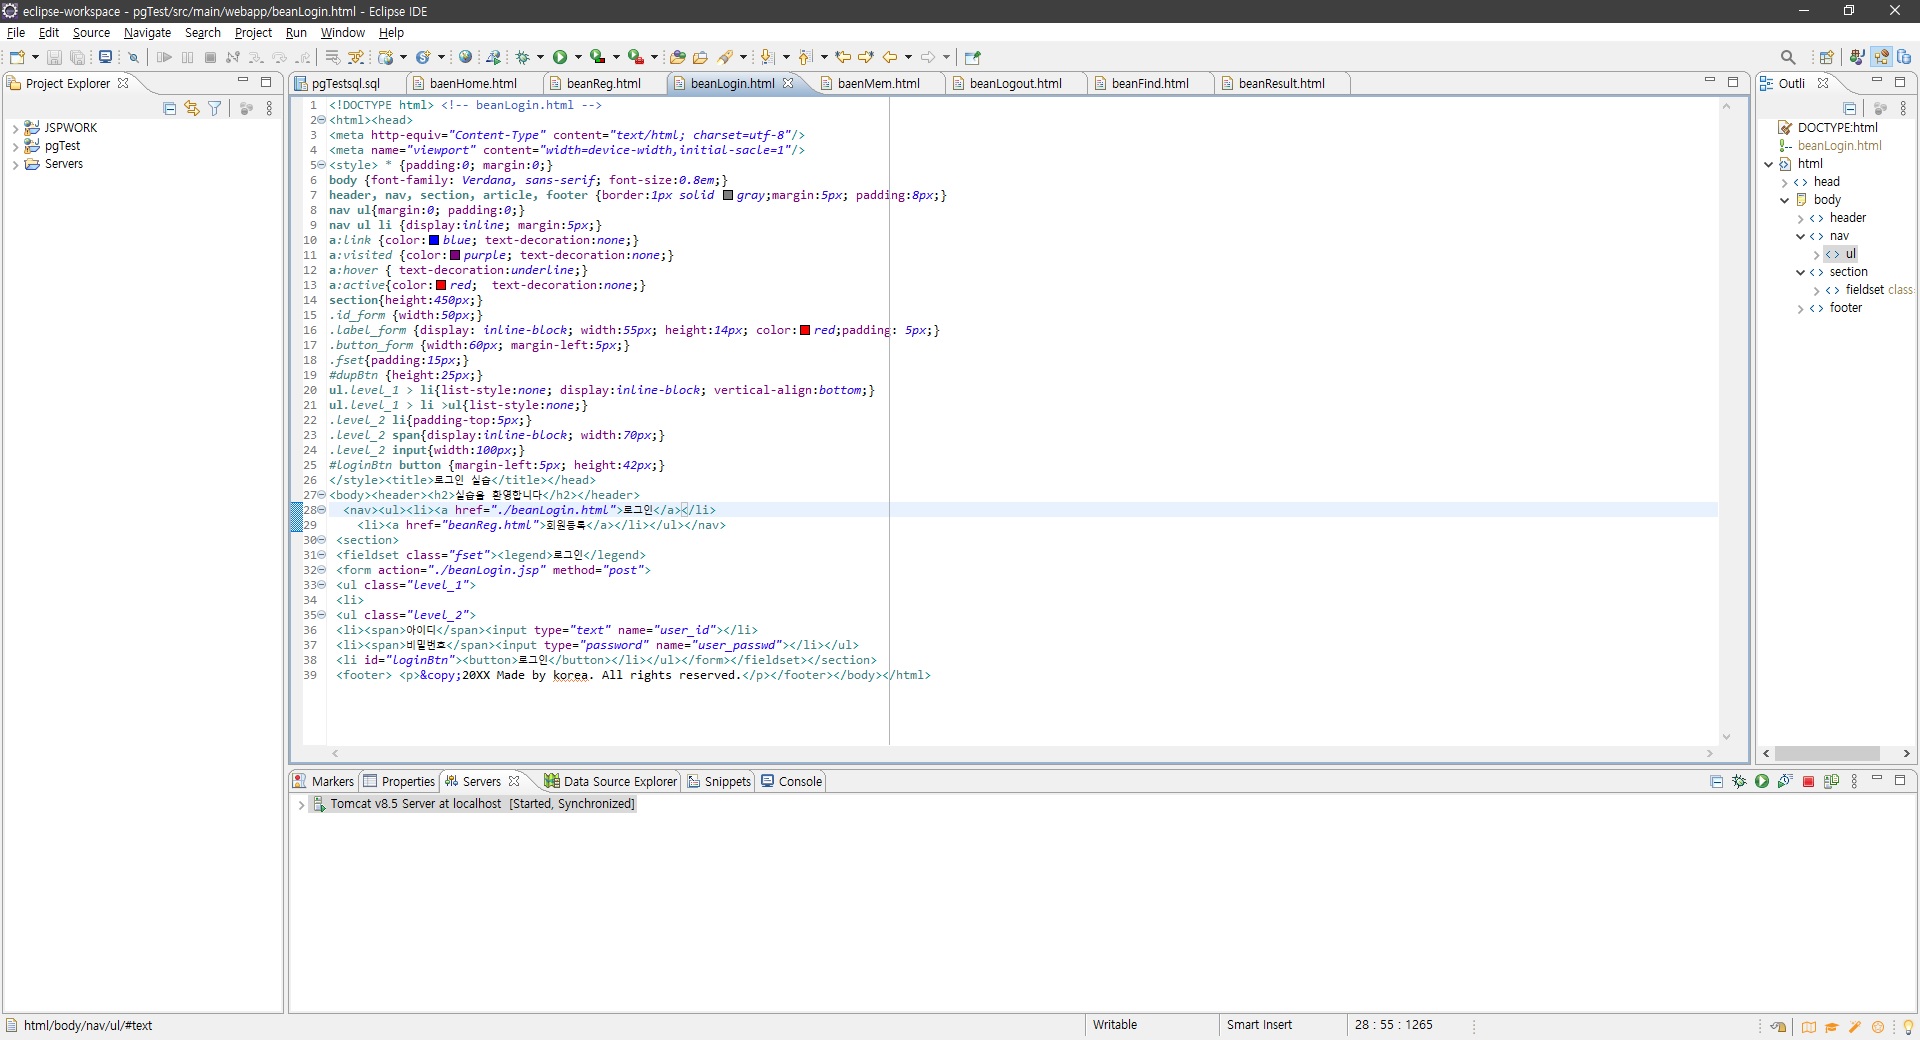 eclipse-workspace - pgTest/src/main/webapp/beanLogin.html - Eclipse IDE
File Edit Source Navigate Search Project Run Window Help
Project Explorer
JSPWORK
pgTest
Servers
pgTestsql.sql baenHome.html beanReg.html beanLogin.html baenMem.html beanLogout.html beanFind.html beanResult.html
1 <!DOCTYPE html> <!-- beanLogin.html -->
2 <html><head>
3 <meta http-equiv="Content-Type" content="text/html; charset=utf-8"/>
4 <meta name="viewport" content="width=device-width,initial-sacle=1"/>
5 <style> * {padding:0; margin:0;}
6 body {font-family: Verdana, sans-serif; font-size:0.8em;}
7 header, nav, section, article, footer {border:1px solid gray;margin:5px; padding:8px;}
8 nav ul{margin:0; padding:0;}
9 nav ul li {display:inline; margin:5px;}
10 a:link {color:blue; text-decoration:none;}
11 a:visited {color:purple; text-decoration:none;}
12 a:hover { text-decoration:underline;}
13 a:active{color:red;  text-decoration:none;}
14 section{height:450px;}
15 .id_form {width:50px;}
16 .label_form {display: inline-block; width:55px; height:14px; color:red;padding: 5px;}
17 .button_form {width:60px; margin-left:5px;}
18 .fset{padding:15px;}
19 #dupBtn {height:25px;}
20 ul.level_1 > li{list-style:none; display:inline-block; vertical-align:bottom;}
21 ul.level_1 > li >ul{list-style:none;}
22 .level_2 li{padding-top:5px;}
23 .level_2 span{display:inline-block; width:70px;}
24 .level_2 input{width:100px;}
25 #loginBtn button {margin-left:5px; height:42px;}
26 </style><title>로그인 실습</title></head>
27 <body><header><h2>실습을 환영합니다</h2></header>
28 <nav><ul><li><a href="./beanLogin.html">로그인</a></li>
29 <li><a href="beanReg.html">회원등록</a></li></ul></nav>
30 <section>
31 <fieldset class="fset"><legend>로그인</legend>
32 <form action="./beanLogin.jsp" method="post">
33 <ul class="level_1">
34 <li>
35 <ul class="level_2">
36 <li><span>아이디</span><input type="text" name="user_id"></li>
37 <li><span>비밀번호</span><input type="password" name="user_passwd"></li></ul>
38 <li id="loginBtn"><button>로그인</button></li></ul></form></fieldset></section>
39 <footer> <p>&copy;20XX Made by korea. All rights reserved.</p></footer></body></html>
Outli
DOCTYPE:html
beanLogin.html
html
head
body
header
nav
ul
section
fieldset class
footer
Markers Properties Servers Data Source Explorer Snippets Console
Tomcat v8.5 Server at localhost [Started, Synchronized]
html/body/nav/ul/#text Writable Smart Insert 28 : 55 : 1265